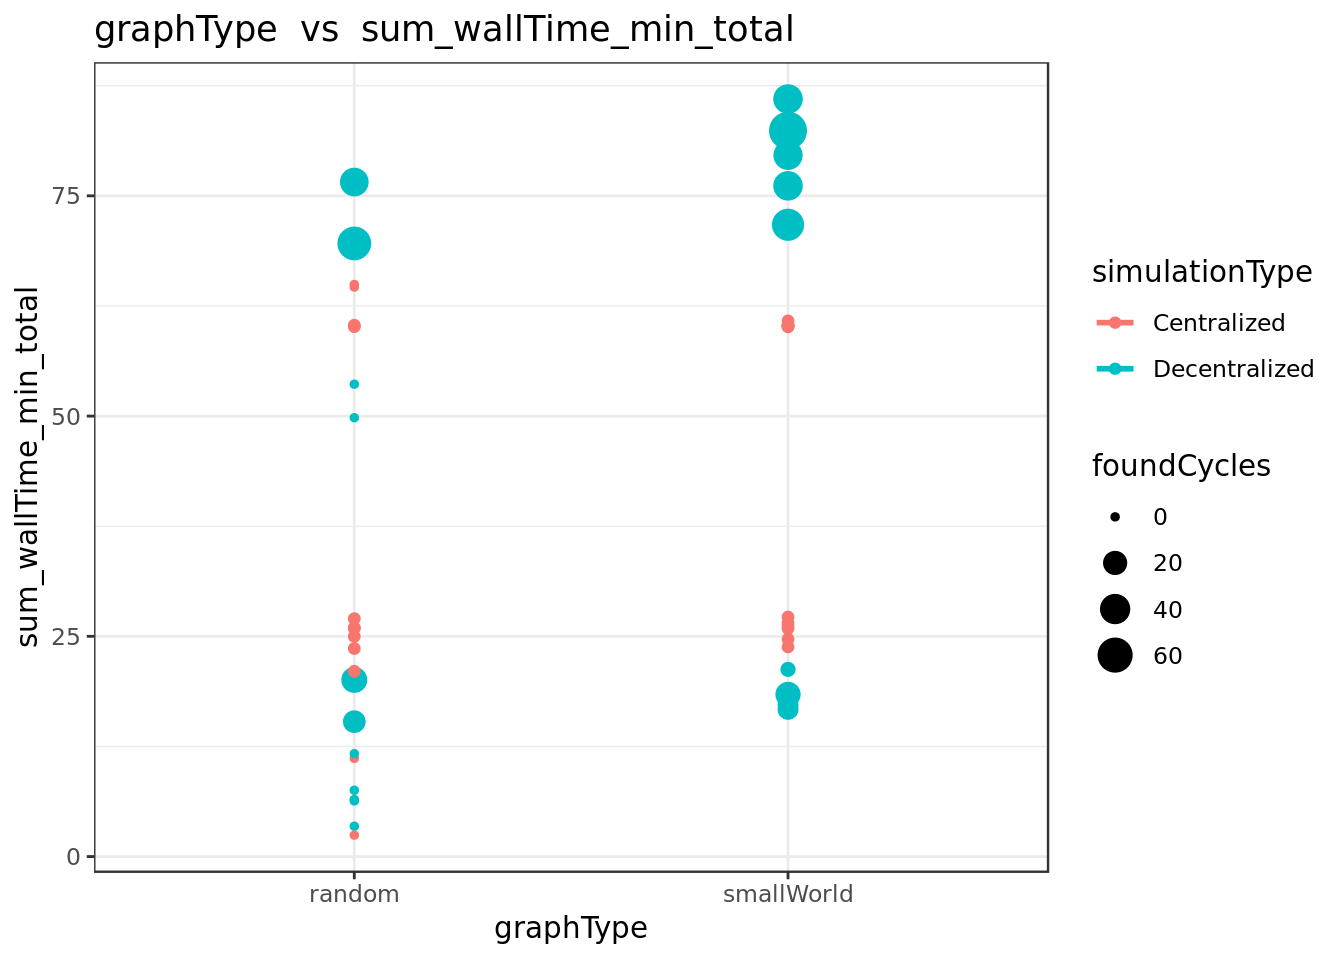 graphType  vs  sum_wallTime_min_total
sum_wallTime_min_total
75
50
25
0
random
smallWorld
graphType
simulationType
Centralized
Decentralized
foundCycles
0
20
40
60